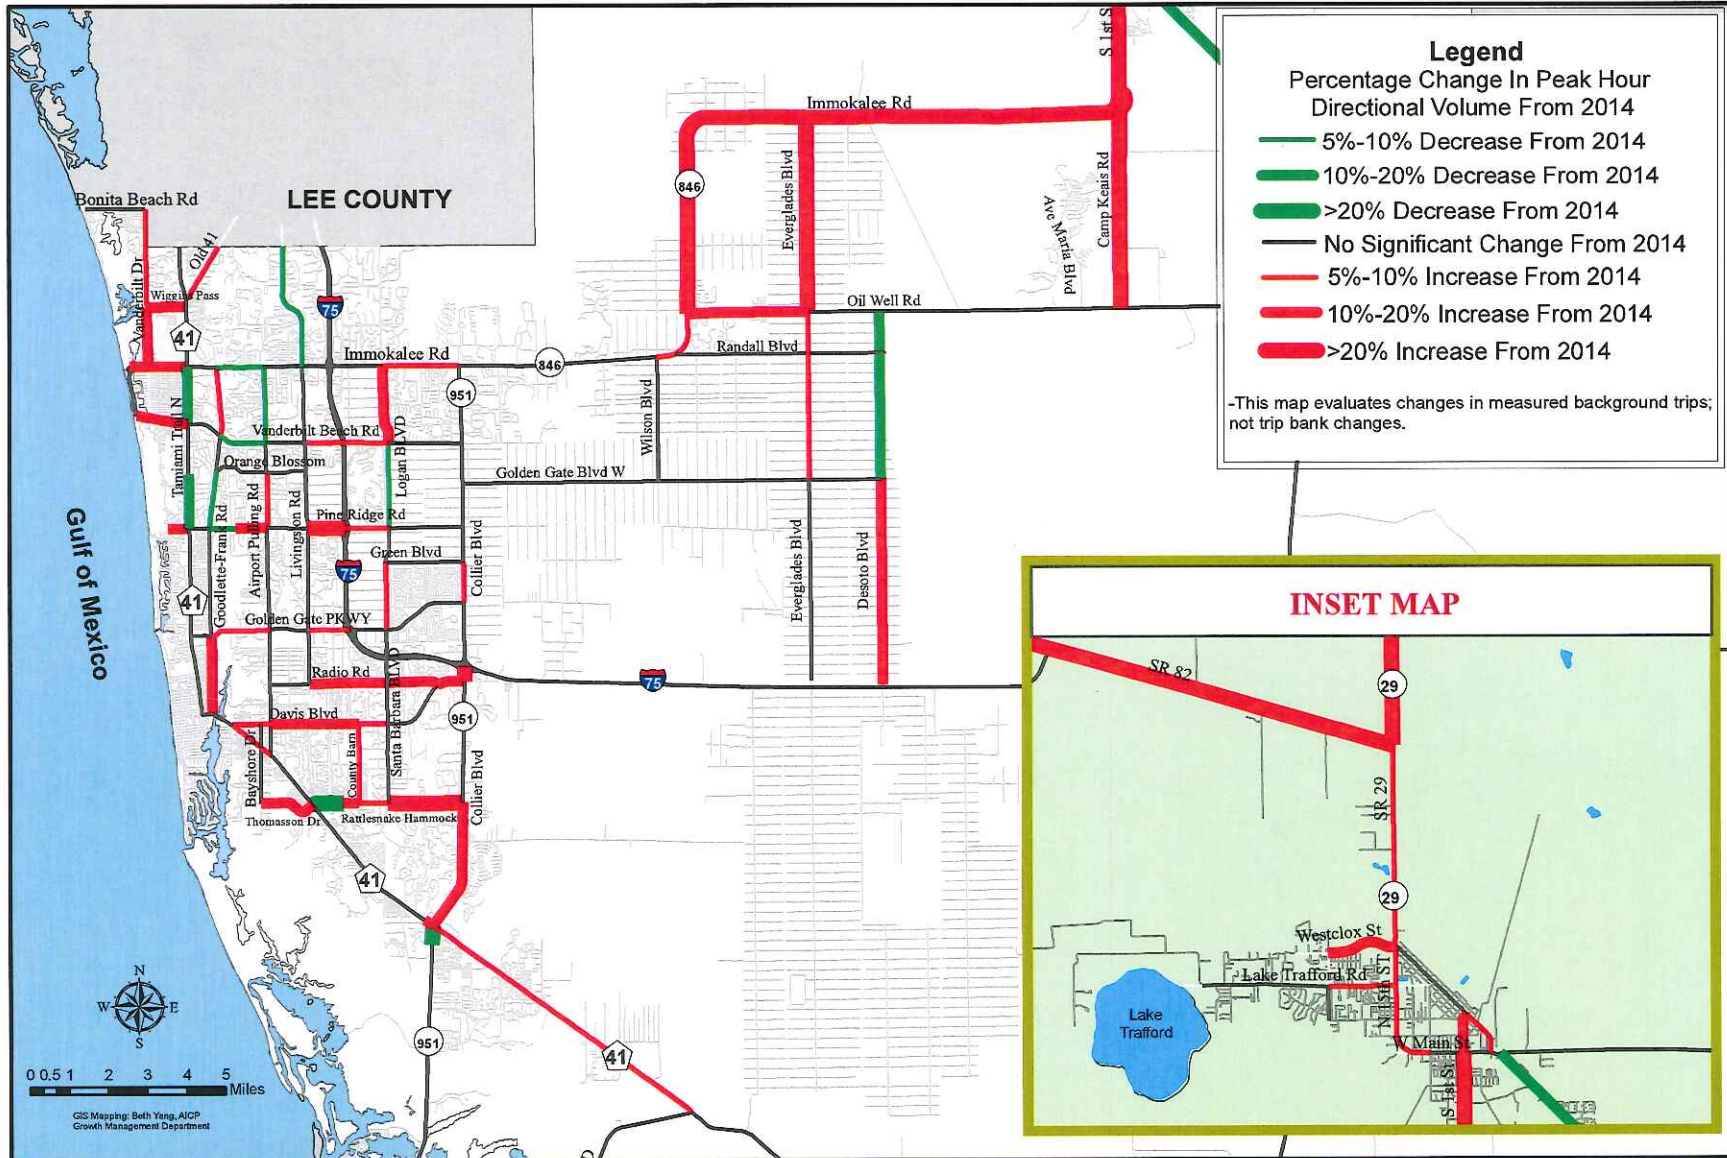 Legend
Percentage Change In Peak Hour
Directional Volume From 2014
5%-10% Decrease From 2014
10%-20% Decrease From 2014
>20% Decrease From 2014
No Significant Change From 2014
5%-10% Increase From 2014
10%-20% Increase From 2014
>20% Increase From 2014
-This map evaluates changes in measured background trips;
not trip bank changes.
S 1st S
Immokalee Rd
846
Everglades Blvd
Ave Maria Blvd
Camp Keais Rd
LEE COUNTY
Bonita Beach Rd
Old 41
Vanderbilt Dr
Wiggins Pass
75
41
Oil Well Rd
Immokalee Rd
846
Randall Blvd
951
Tamiami Trail N
Vanderbilt Beach Rd
Logan BLVD
Wilson Blvd
Orange Blossom
Golden Gate Blvd W
Goodlette-Frank Rd
Airport Pulling Rd
Livingston Rd
Pine Ridge Rd
Green Blvd
Collier Blvd
75
41
Everglades Blvd
Desoto Blvd
Gulf of Mexico
Golden Gate PKWY
Radio Rd
Santa Barbara BLVD
75
Davis Blvd
951
Bayshore Dr
County Barn
Collier Blvd
Thomasson Dr
Rattlesnake Hammock
41
951
41
N
W
E
S
0 0.5 1 2 3 4 5
Miles
GIS Mapping: Beth Yang, AICP
Growth Management Department
INSET MAP
SR 82
29
SR 29
29
Westclox St
Lake Trafford Rd
N 15th ST
Lake
Trafford
W Main St
S 1st St